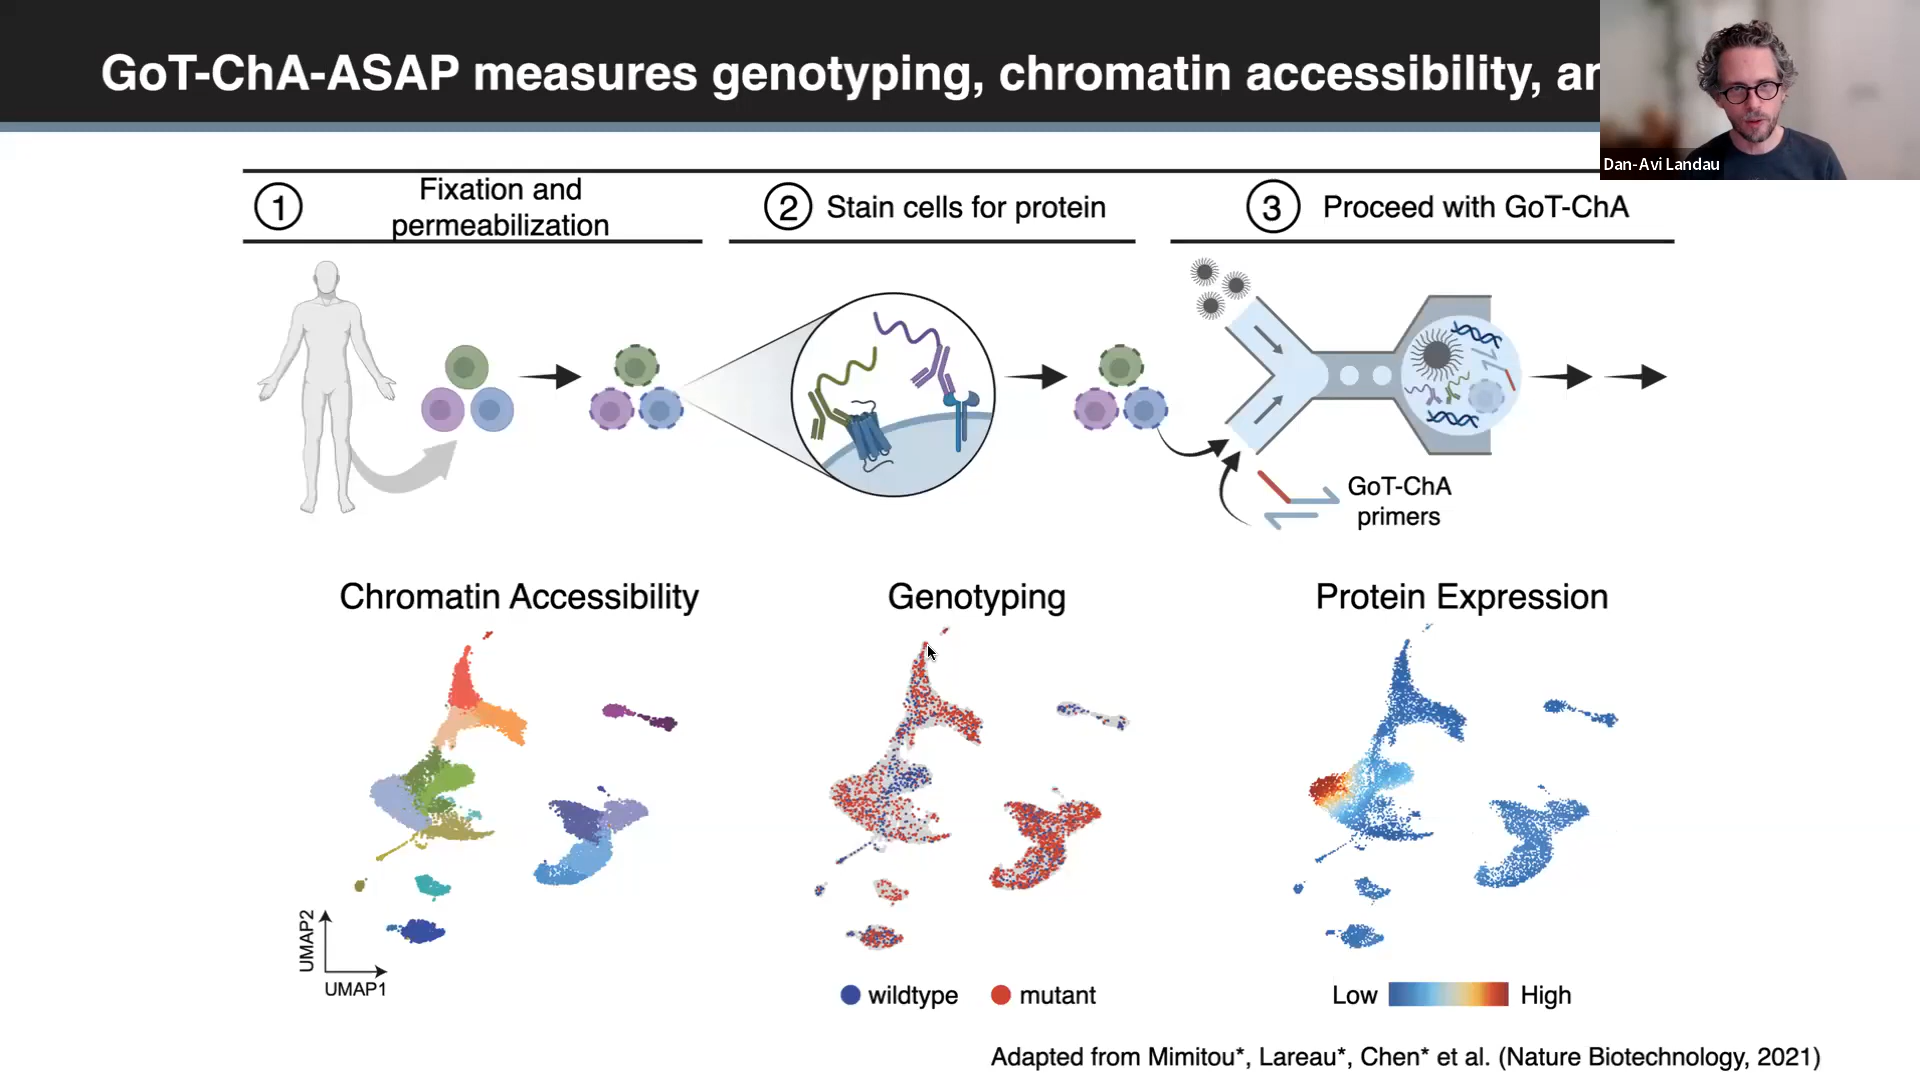 GoT-ChA-ASAP measures genotyping, chromatin accessibility,
Dan-Avi Landau
1 Fixation and
permeabilization
2 Stain cells for protein
3 Proceed with GoT-ChA
GoT-ChA
primers
Chromatin Accessibility
Genotyping
Protein Expression
UMAP2
UMAP1
wildtype mutant
Low High
Adapted from Mimitou*, Lareau*, Chen* et al. (Nature Biotechnology, 2021)